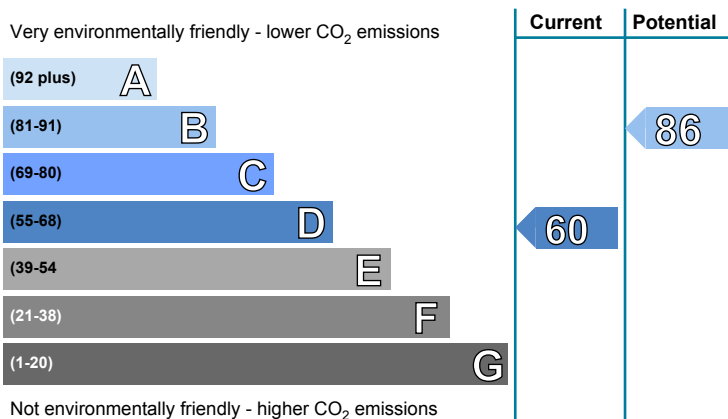 Current Potential
Very environmentally friendly - lower CO2 emissions
(92 plus) A
(81-91) B 86
(69-80) C
(55-68) D 60
(39-54 E
(21-38) F
(1-20) G
Not environmentally friendly - higher CO2 emissions